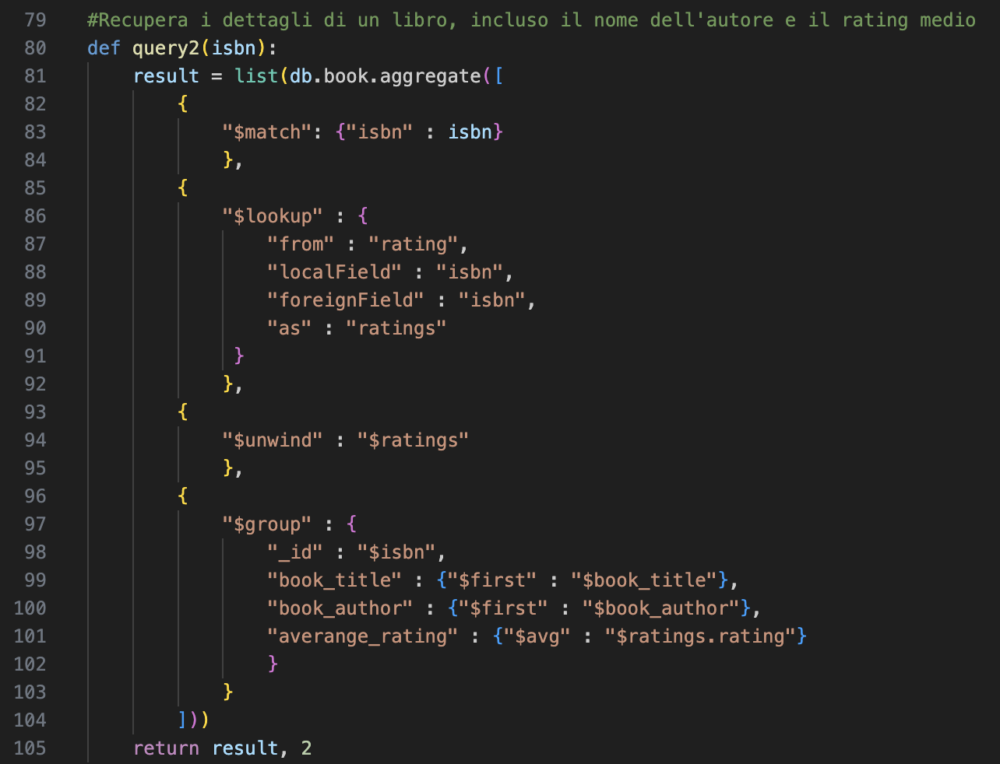 79 #Recupera i dettagli di un libro, incluso il nome dell'autore e il rating medio
80 def query2(isbn):
81     result = list(db.book.aggregate([
82         {
83             "$match": {"isbn" : isbn}
84             },
85         {
86             "$lookup" : {
87                 "from" : "rating",
88                 "localField" : "isbn",
89                 "foreignField" : "isbn",
90                 "as" : "ratings"
91              }
92             },
93         {
94             "$unwind" : "$ratings"
95             },
96         {
97             "$group" : {
98                 "_id" : "$isbn",
99                 "book_title" : {"$first" : "$book_title"},
100                 "book_author" : {"$first" : "$book_author"},
101                 "averange_rating" : {"$avg" : "$ratings.rating"}
102                 }
103             }
104         ]))
105     return result, 2